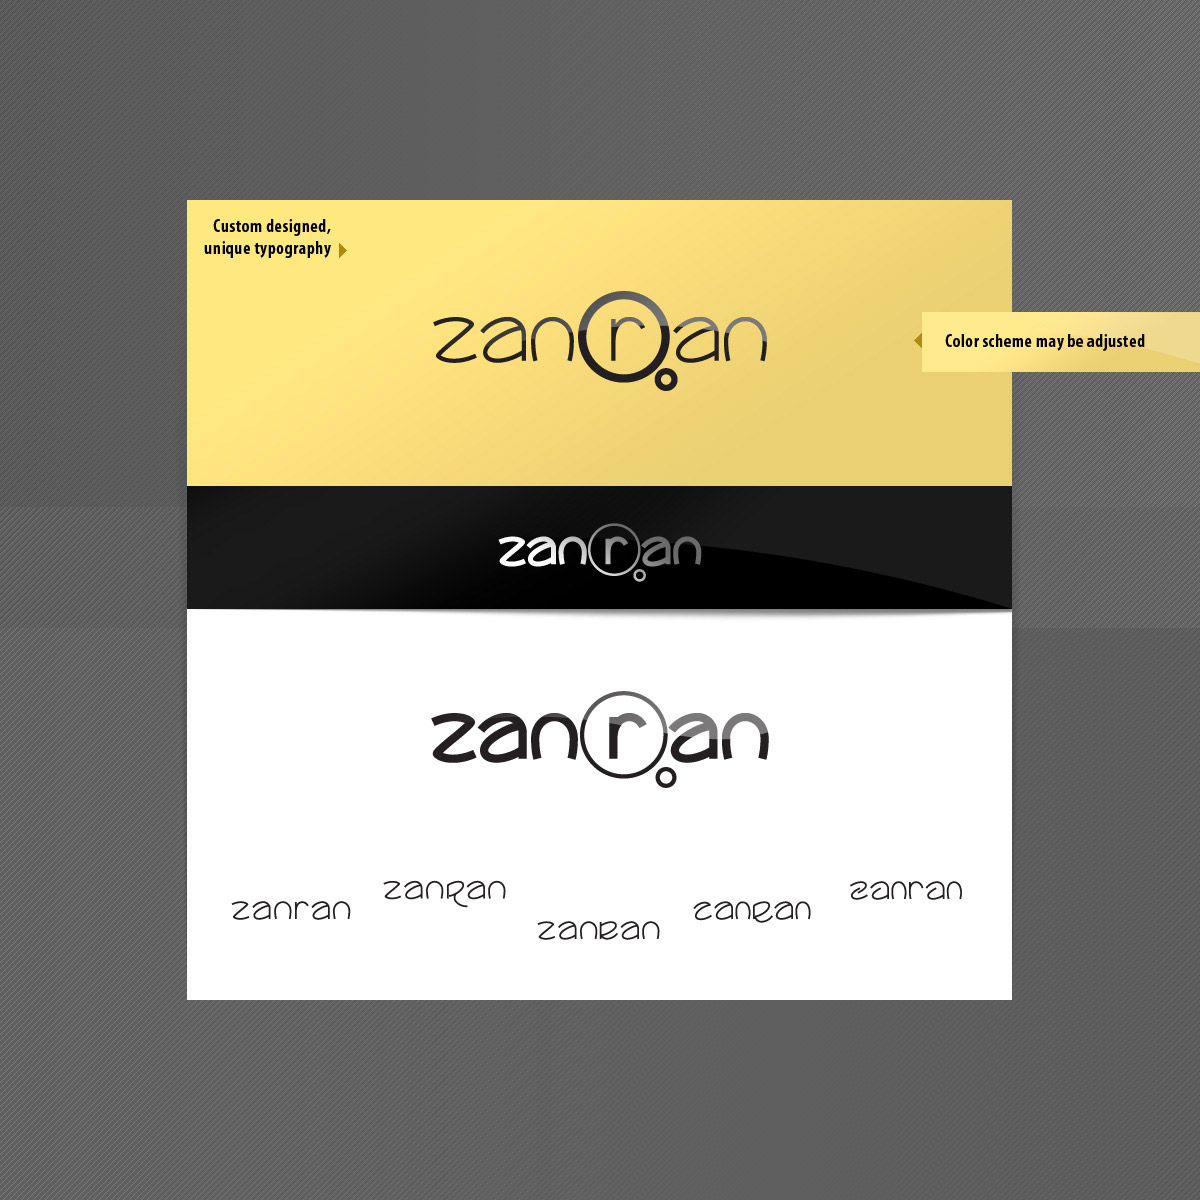 Custom designed,
unique typography
zanran
Color scheme may be adjusted
zanran
zanran
zanran
zanRan
zanRan
zanRan
zanran